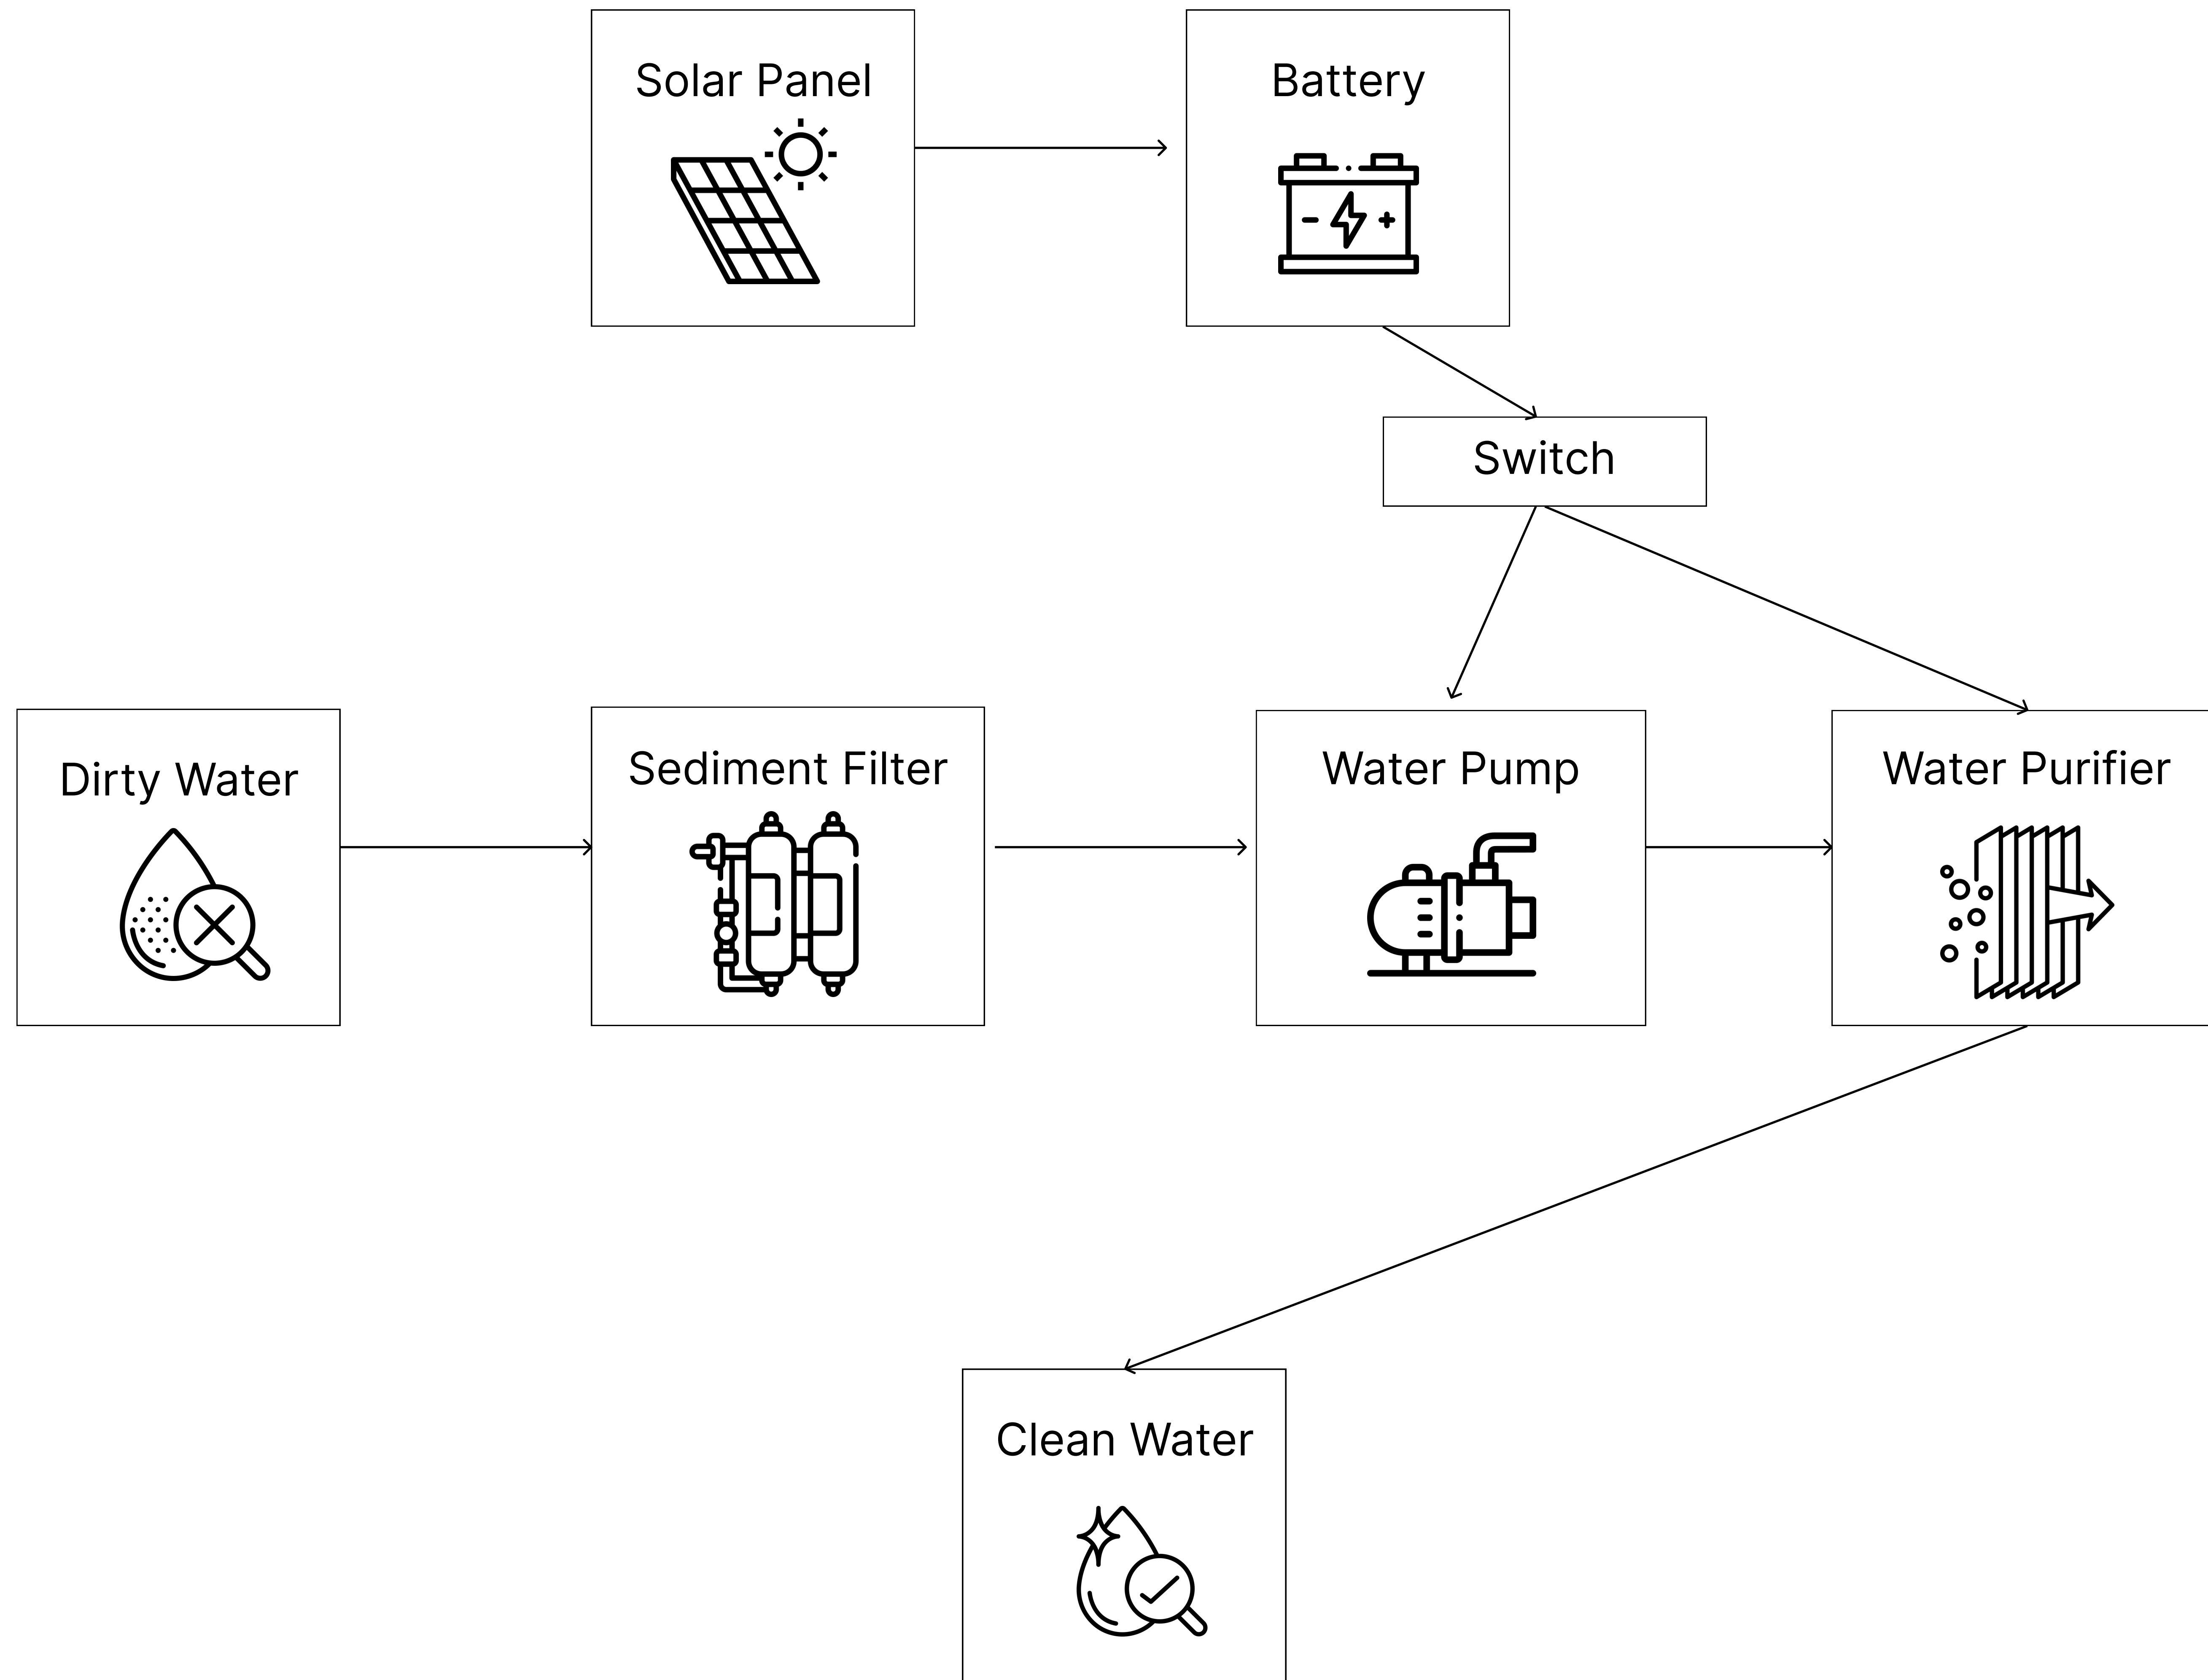 Solar Panel
Battery
Switch
Dirty Water
Sediment Filter
Water Pump
Water Purifier
Clean Water